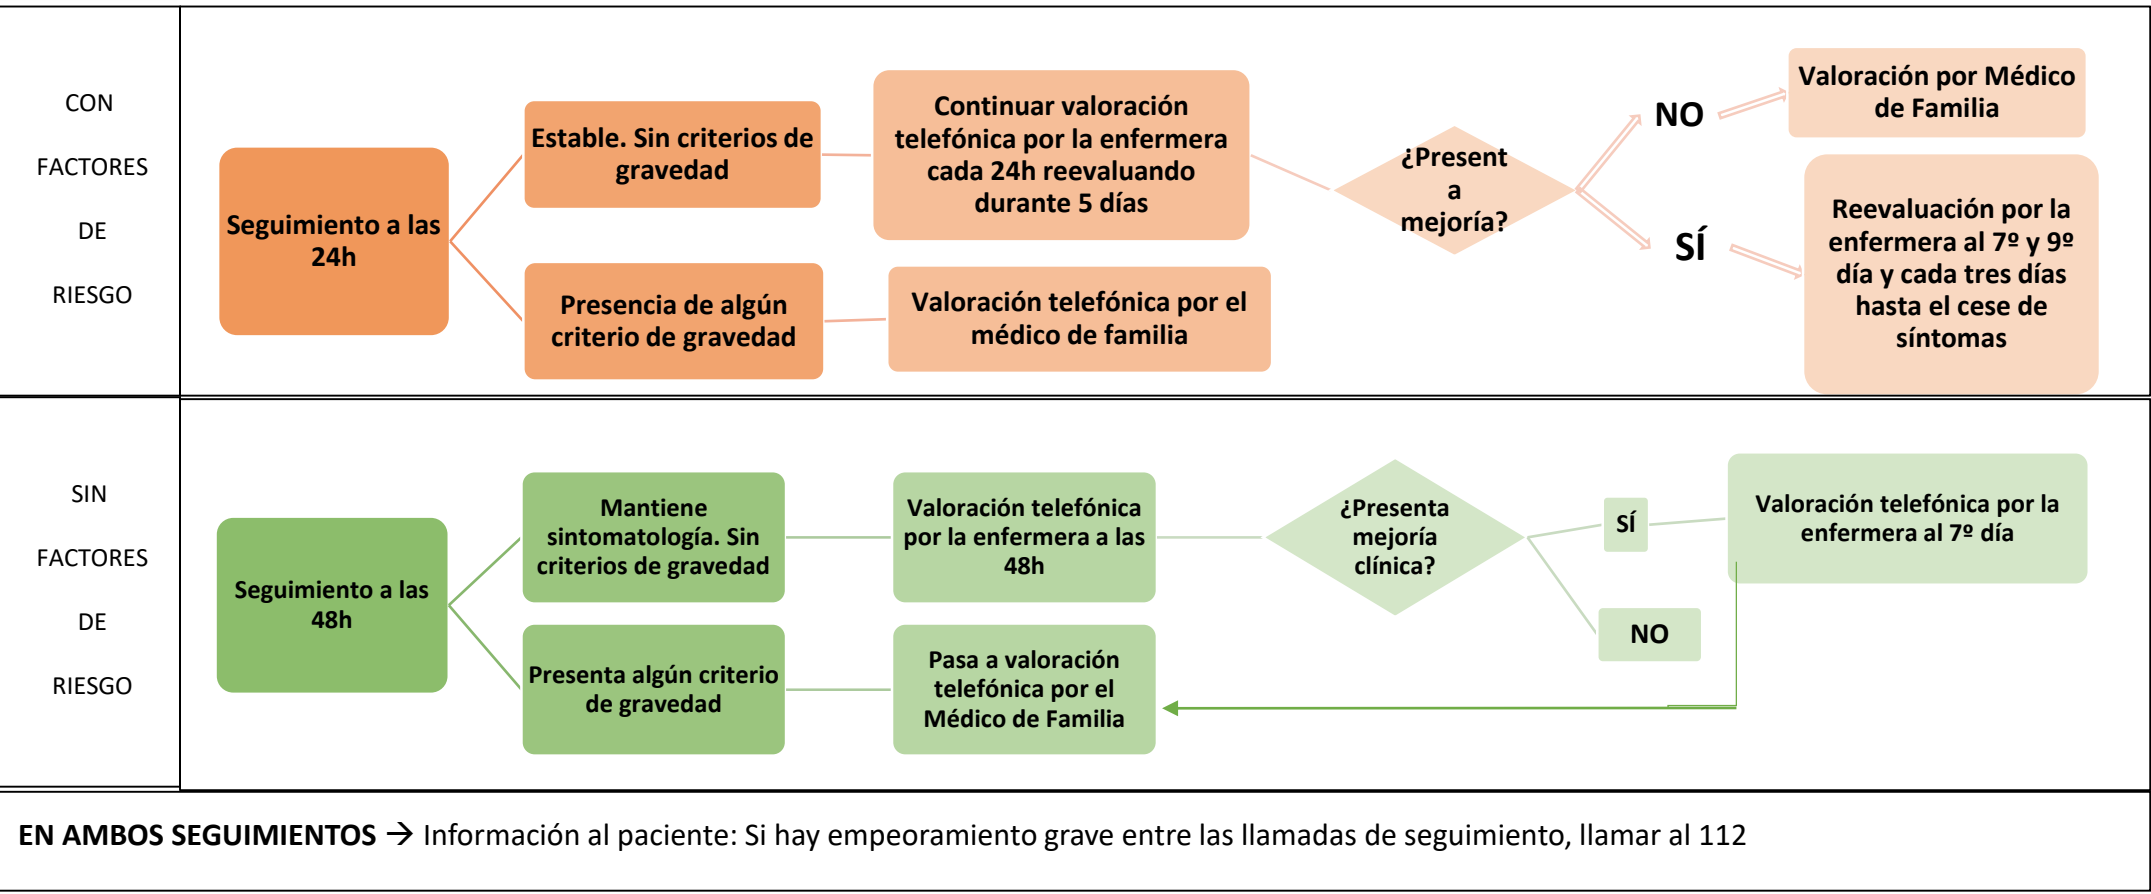 CON
FACTORES
DE
RIESGO
Seguimiento a las
24h
Estable. Sin criterios de
gravedad
Continuar valoración
telefónica por la enfermera
cada 24h reevaluando
durante 5 días
¿Present
a
mejoría?
NO
Valoración por Médico
de Familia
SÍ
Reevaluación por la
enfermera al 7º y 9º
día y cada tres días
hasta el cese de
síntomas
Presencia de algún
criterio de gravedad
Valoración telefónica por el
médico de familia
SIN
FACTORES
DE
RIESGO
Seguimiento a las
48h
Mantiene
sintomatología. Sin
criterios de gravedad
Valoración telefónica
por la enfermera a las
48h
¿Presenta
mejoría
clínica?
SÍ
Valoración telefónica por la
enfermera al 7º día
NO
Presenta algún criterio
de gravedad
Pasa a valoración
telefónica por el
Médico de Familia
EN AMBOS SEGUIMIENTOS → Información al paciente: Si hay empeoramiento grave entre las llamadas de seguimiento, llamar al 112